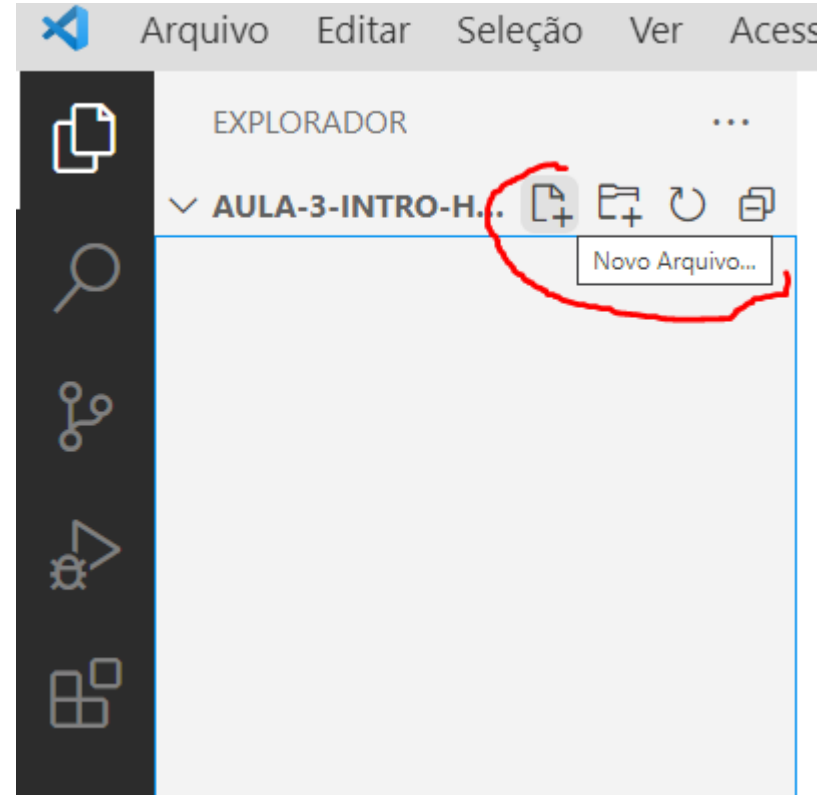 Arquivo Editar Seleção Ver Acess
EXPLORADOR ...
AULA-3-INTRO-H...
Novo Arquivo...